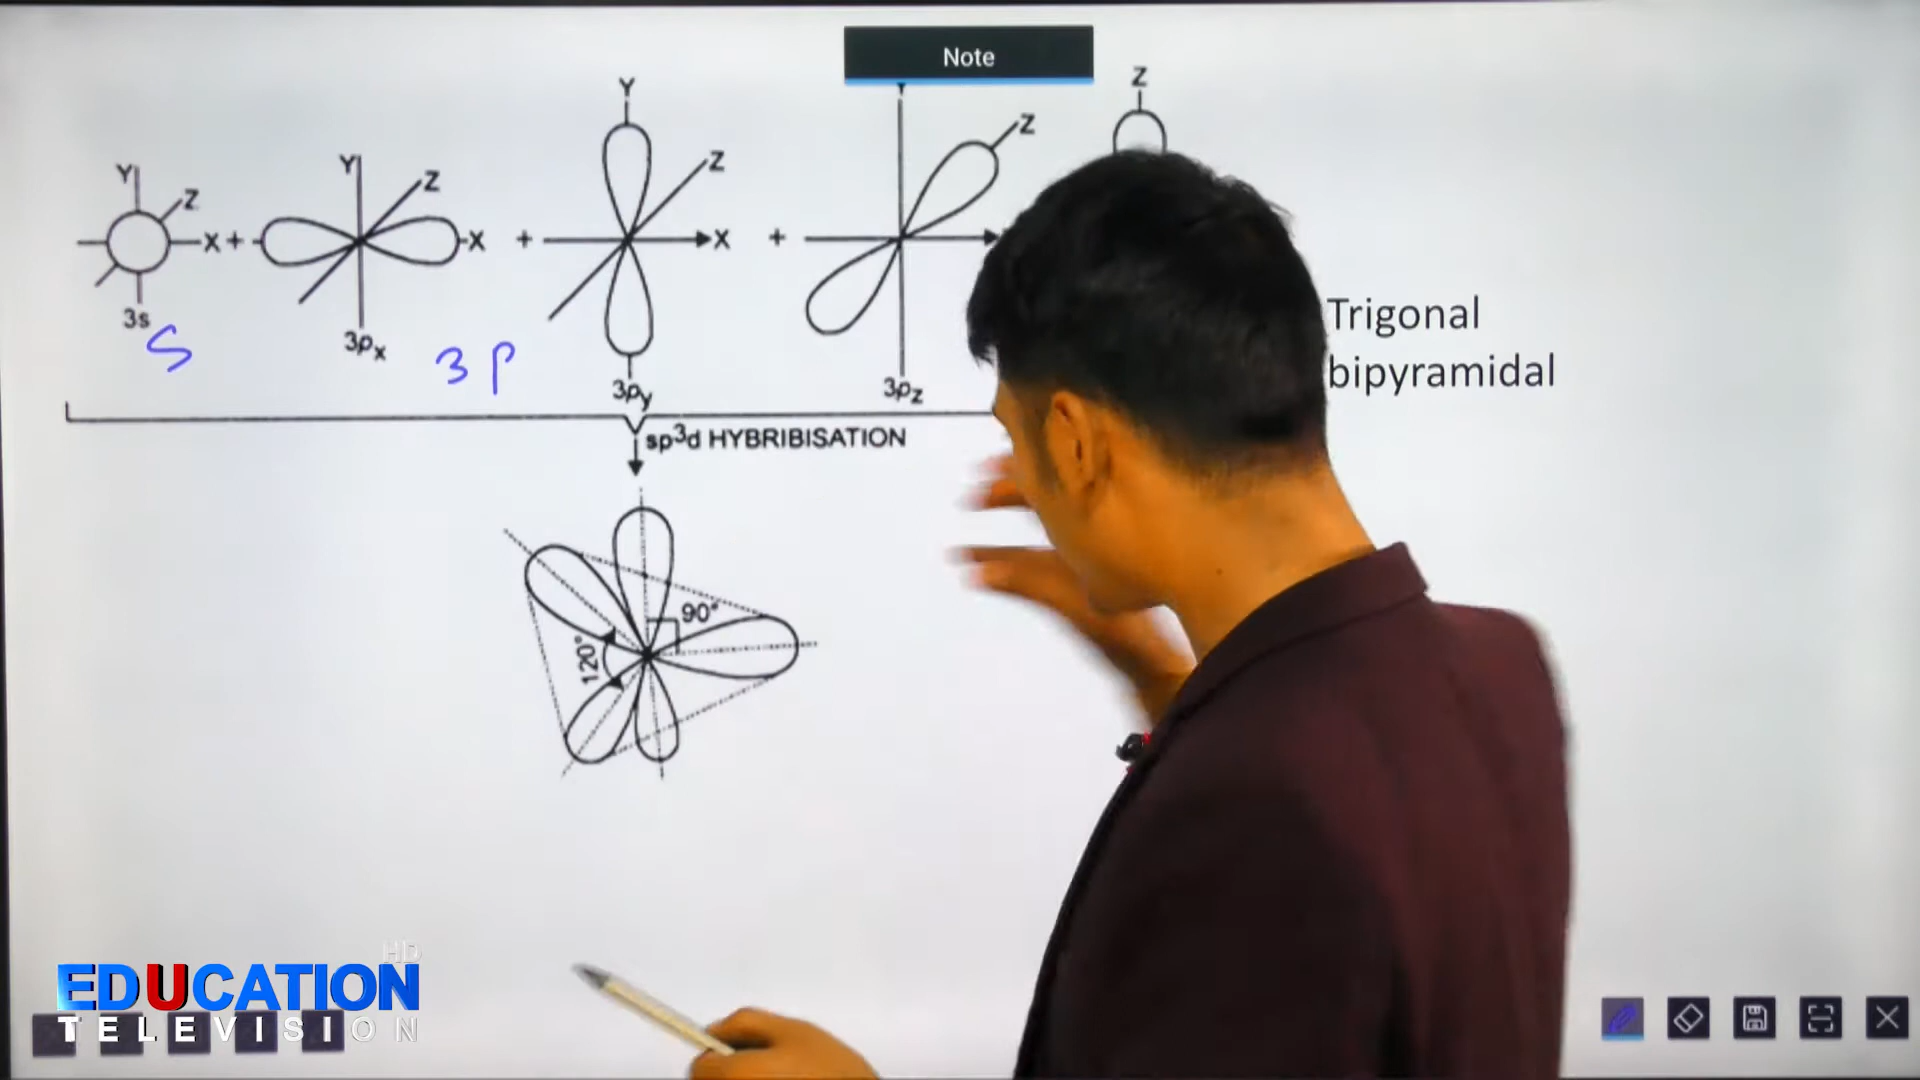 Note
Y
Z
X
+
3s
S
Y
Z
X
3px
3 p
+
Y
Z
X
3py
+
Z
3pz
Z
Trigonal
bipyramidal
sp³d HYBRIBISATION
90°
120°
HD
EDUCATION
TELEVISION